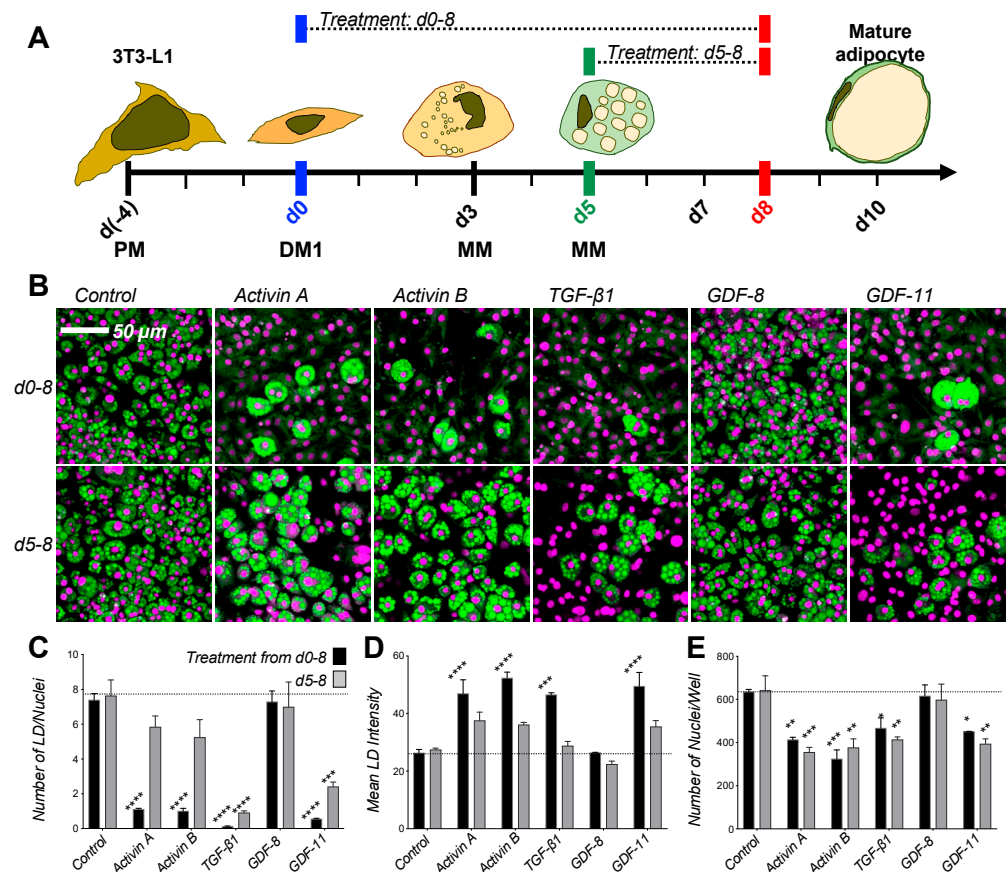 A
Treatment: d0-8
Treatment: d5-8
3T3-L1
Mature
adipocyte
d(-4)
d0
d3
d5
d7
d8
d10
PM
DM1
MM
MM
B
Control
Activin A
Activin B
TGF-β1
GDF-8
GDF-11
50 µm
d0-8
d5-8
C
Treatment from d0-8
d5-8
Number of LD/Nuclei
10
8
6
4
2
0
****
****
****
****
****
***
Control
Activin A
Activin B
TGF-β1
GDF-8
GDF-11
D
Mean LD Intensity
60
40
20
0
****
****
***
****
Control
Activin A
Activin B
TGF-β1
GDF-8
GDF-11
E
Number of Nuclei/Well
800
600
400
200
0
**
***
***
**
*
**
*
**
Control
Activin A
Activin B
TGF-β1
GDF-8
GDF-11